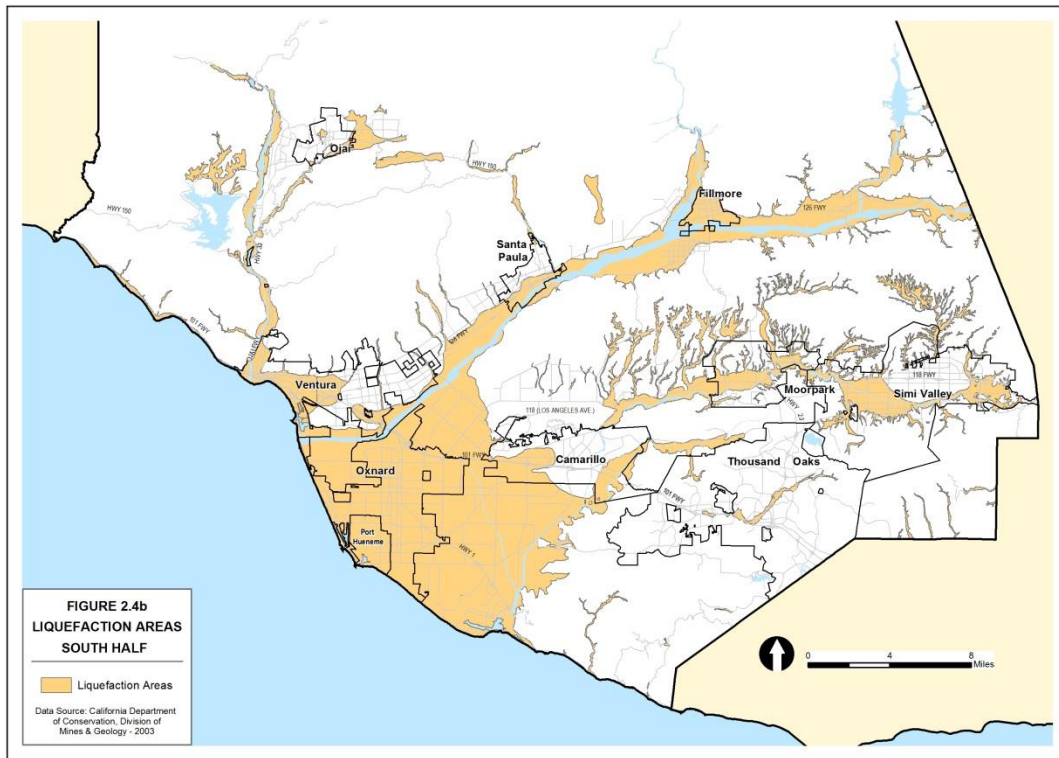 HWY 150
Ojai
HWY 150
HWY 33
101 FWY
Santa
Paula
Fillmore
126 FWY
Ventura
118 (LOS ANGELES AVE.)
Moorpark
118 FWY
Simi Valley
HWY 23
101 FWY
Camarillo
Oxnard
Thousand Oaks
101 FWY
Port
Hueneme
HWY 1
FIGURE 2.4b
LIQUEFACTION AREAS
SOUTH HALF
Liquefaction Areas
Data Source: California Department
of Conservation, Division of
Mines & Geology - 2003
0 4 8
Miles